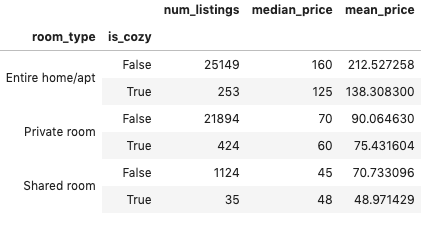 num_listings median_price mean_price
room_type is_cozy
False 25149 160 212.527258
Entire home/apt
True 253 125 138.308300
False 21894 70 90.064630
Private room
True 424 60 75.431604
False 1124 45 70.733096
Shared room
True 35 48 48.971429